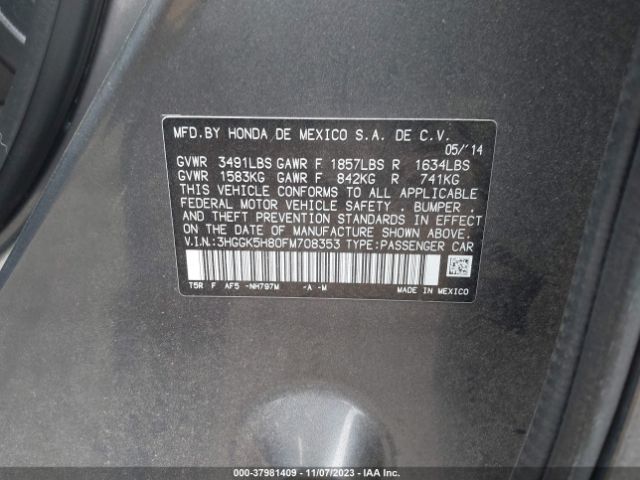 MFD.BY HONDA DE MEXICO S.A. DE C.V.
05/'14
GVWR 3491LBS GAWR F 1857LBS R 1634LBS
GVWR 1583KG GAWR F 842KG R 741KG
THIS VEHICLE CONFORMS TO ALL APPLICABLE
FEDERAL MOTOR VEHICLE SAFETY . BUMPER .
AND THEFT PREVENTION STANDARDS IN EFFECT
ON THE DATE OF MANUFACTURE SHOWN ABOVE.
V.I.N.:3HGGK5H80FM708353 TYPE:PASSENGER CAR
T5R F AF5 -NH797M -A -M MADE IN MEXICO
000-37981409 - 11/07/2023 - IAA Inc.